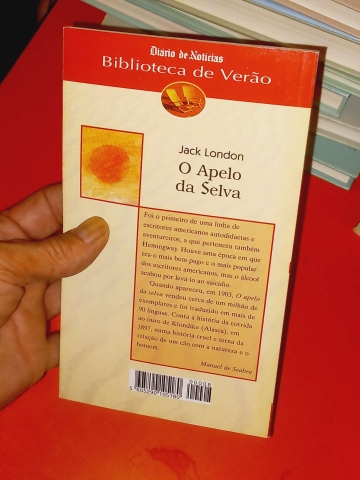 Diário de Notícias
Biblioteca de Verão
Jack London
O Apelo
da Selva
Foi o primeiro de uma linha de
escritores americanos autodidactas e
aventureiros, a que pertenceu também
Hemingway. Houve uma época em que
era o mais bem pago e o mais popular
dos escritores americanos, mas o álcool
acabou por levá-lo ao suicídio.
Quando apareceu, em 1903, O apelo
da selva vendeu cerca de um milhão de
exemplares e foi traduzido em mais de
90 línguas. Conta a história da corrida
ao ouro de Klondike (Alasca), em
1897, numa história cruel e terna da
relação de um cão com a natureza e o
homem.
Manuel de Seabra
00008